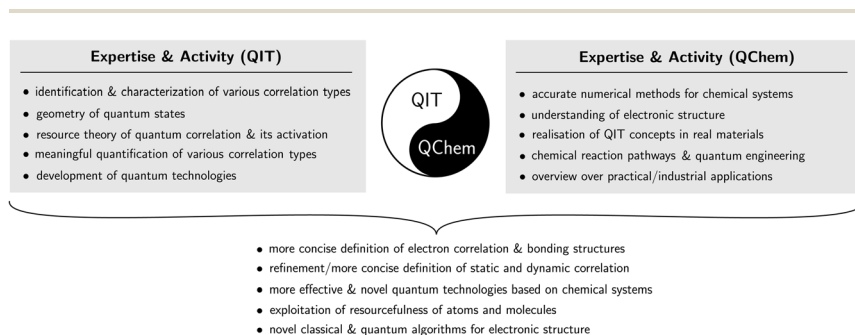 Expertise & Activity (QIT)
• identification & characterization of various correlation types
• geometry of quantum states
• resource theory of quantum correlation & its activation
• meaningful quantification of various correlation types
• development of quantum technologies
QIT
QChem
Expertise & Activity (QChem)
• accurate numerical methods for chemical systems
• understanding of electronic structure
• realisation of QIT concepts in real materials
• chemical reaction pathways & quantum engineering
• overview over practical/industrial applications
• more concise definition of electron correlation & bonding structures
• refinement/more concise definition of static and dynamic correlation
• more effective & novel quantum technologies based on chemical systems
• exploitation of resourcefulness of atoms and molecules
• novel classical & quantum algorithms for electronic structure